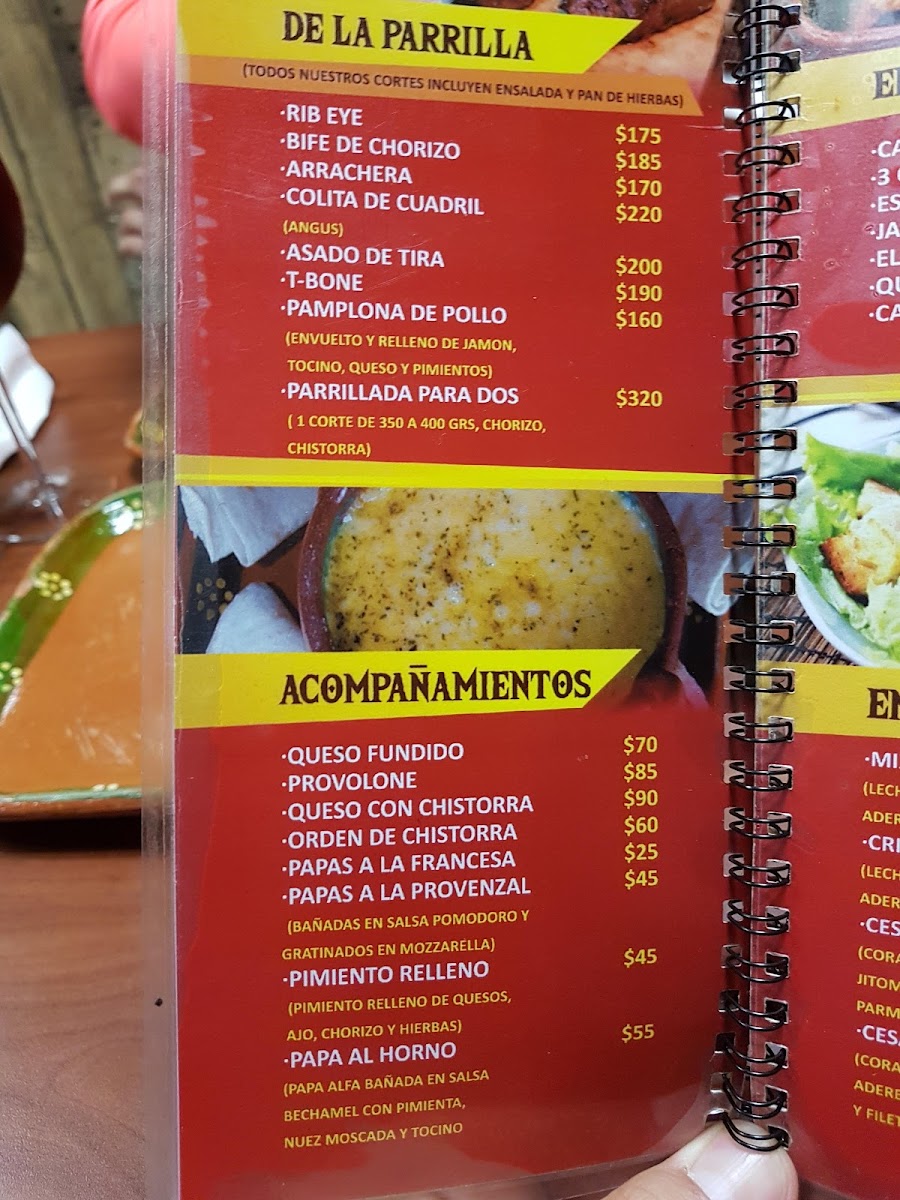 DE LA PARRILLA
(TODOS NUESTROS CORTES INCLUYEN ENSALADA Y PAN DE HIERBAS)
·RIB EYE $175
·BIFE DE CHORIZO $185
·ARRACHERA $170
·COLITA DE CUADRIL $220
(ANGUS)
·ASADO DE TIRA $200
·T-BONE $190
·PAMPLONA DE POLLO $160
(ENVUELTO Y RELLENO DE JAMON,
TOCINO, QUESO Y PIMIENTOS)
·PARRILLADA PARA DOS $320
( 1 CORTE DE 350 A 400 GRS, CHORIZO,
CHISTORRA)
ACOMPAÑAMIENTOS
·QUESO FUNDIDO $70
·PROVOLONE $85
·QUESO CON CHISTORRA $90
·ORDEN DE CHISTORRA $60
·PAPAS A LA FRANCESA $25
·PAPAS A LA PROVENZAL $45
(BAÑADAS EN SALSA POMODORO Y
GRATINADOS EN MOZZARELLA)
·PIMIENTO RELLENO $45
(PIMIENTO RELLENO DE QUESOS,
AJO, CHORIZO Y HIERBAS)
·PAPA AL HORNO $55
(PAPA ALFA BAÑADA EN SALSA
BECHAMEL CON PIMIENTA,
NUEZ MOSCADA Y TOCINO
·3
Y FILET